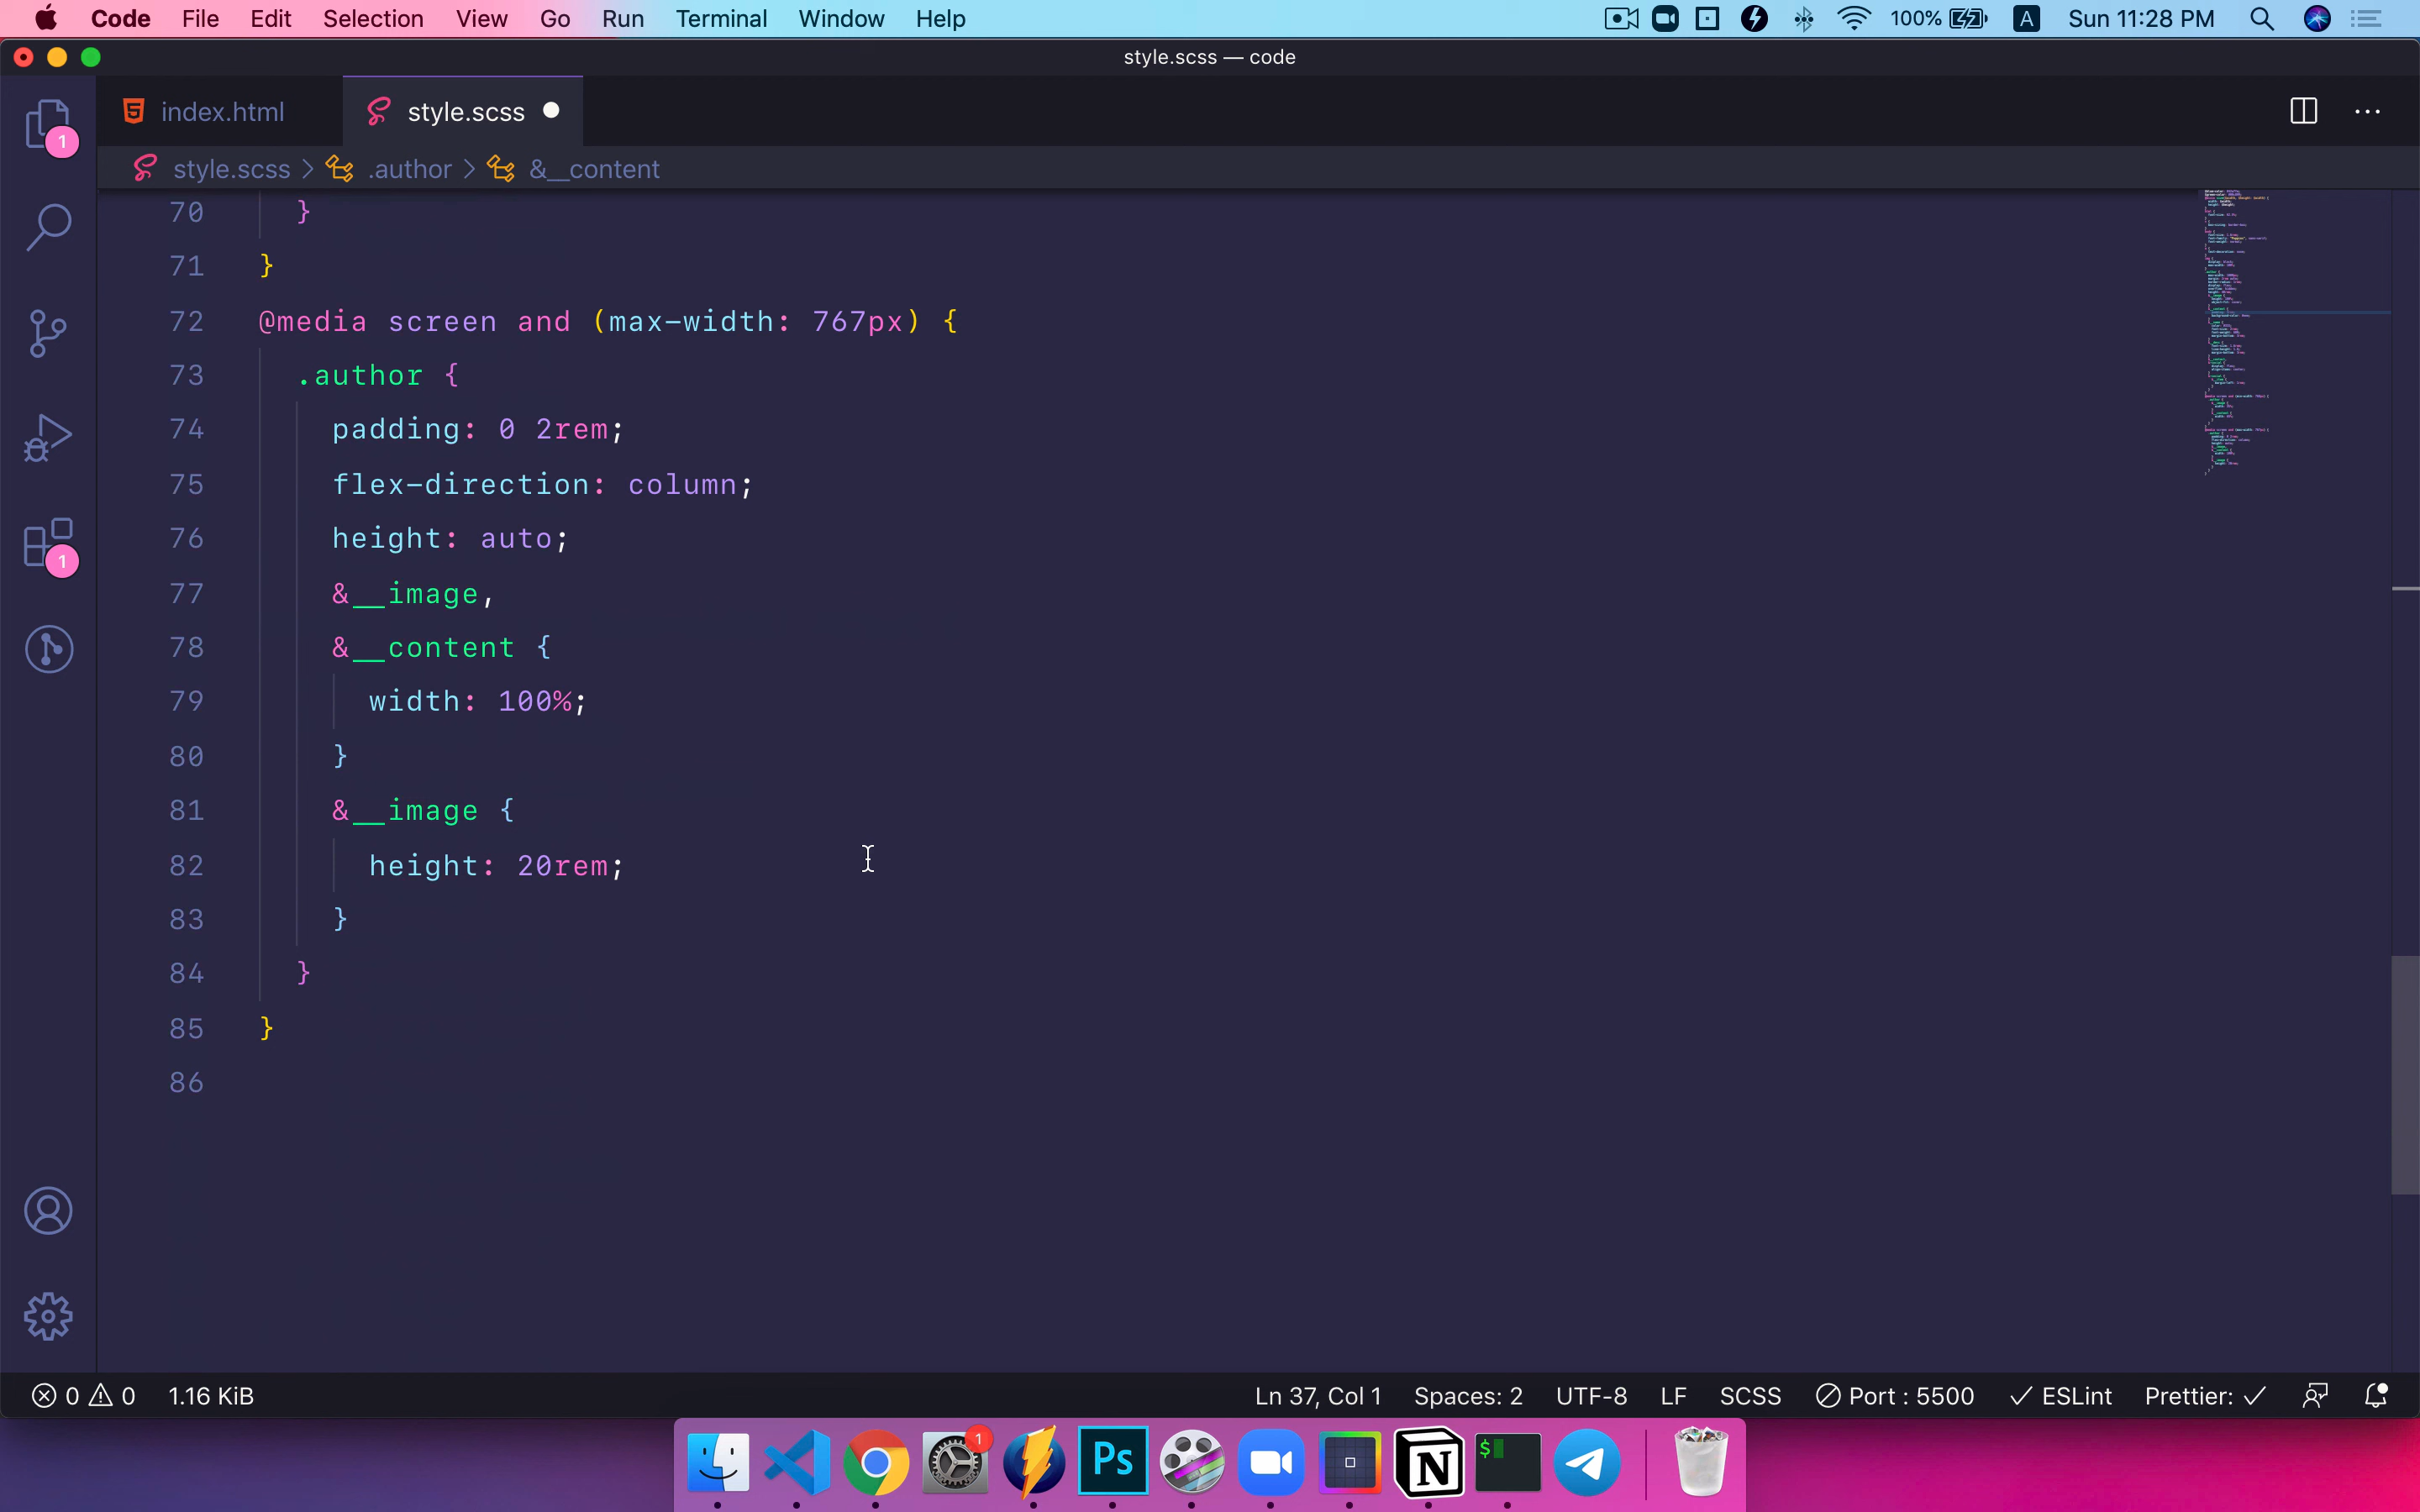 Code File Edit Selection View Go Run Terminal Window Help 100% A Sun 11:28 PM
style.scss — code
1 index.html style.scss
style.scss > .author > &__content
70 }
71 }
72 @media screen and (max-width: 767px) {
73 .author {
74 padding: 0 2rem;
75 flex-direction: column;
76 height: auto;
77 &__image,
78 &__content {
79 width: 100%;
80 }
81 &__image {
82 height: 20rem;
83 }
84 }
85 }
86
1
0 0 1.16 KiB Ln 37, Col 1 Spaces: 2 UTF-8 LF SCSS Port : 5500 ESLint Prettier:
1 Ps N $